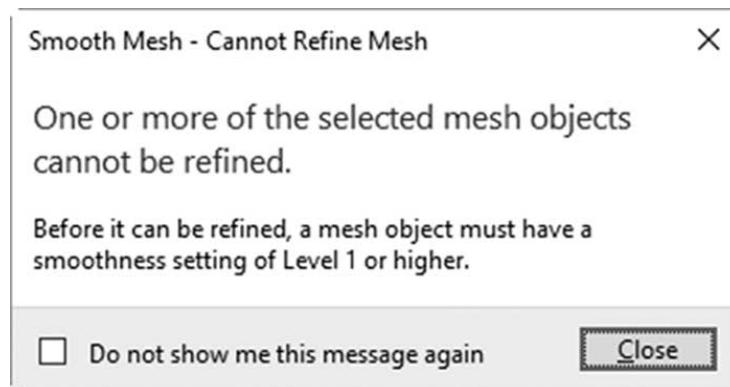 Smooth Mesh - Cannot Refine Mesh
One or more of the selected mesh objects
cannot be refined.
Before it can be refined, a mesh object must have a
smoothness setting of Level 1 or higher.
Do not show me this message again
Close